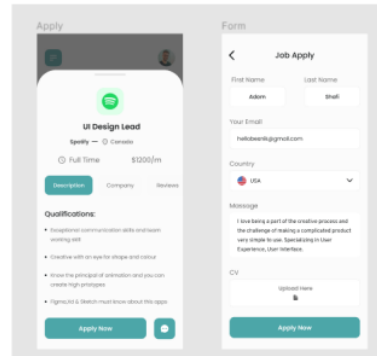 Apply
UI Design Lead
Spotify — Canada
Full Time $1200/m
Description Company Reviews
Qualifications:
• Exceptional communication skills and team
working skill
• Creative with an eye for shape and colour
• Know the principal of animation and you can
create high prototypes
• Figma,Xd & Sketch must know about this apps
Apply Now
Form
Job Apply
First Name Last Name
Adam Shafi
Your Email
Country
USA
Message
I love being a part of the creative process and
the challenge of making a complicated product
very simple to use. Specializing in User
Experience, User Interface.
CV
Upload Here
Apply Now